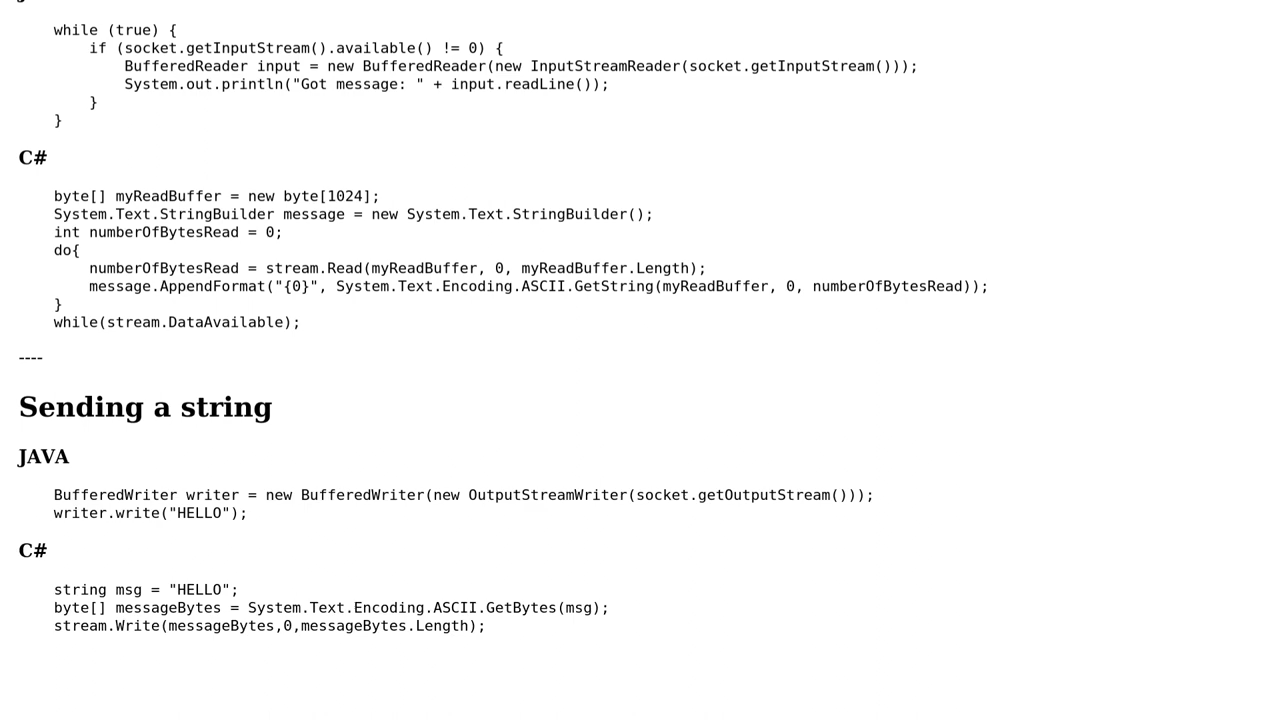 while (true) {
    if (socket.getInputStream().available() != 0) {
        BufferedReader input = new BufferedReader(new InputStreamReader(socket.getInputStream()));
        System.out.println("Got message: " + input.readLine());
    }
}
C#
byte[] myReadBuffer = new byte[1024];
System.Text.StringBuilder message = new System.Text.StringBuilder();
int numberOfBytesRead = 0;
do{
    numberOfBytesRead = stream.Read(myReadBuffer, 0, myReadBuffer.Length);
    message.AppendFormat("{0}", System.Text.Encoding.ASCII.GetString(myReadBuffer, 0, numberOfBytesRead));
}
while(stream.DataAvailable);
----
Sending a string
JAVA
BufferedWriter writer = new BufferedWriter(new OutputStreamWriter(socket.getOutputStream()));
writer.write("HELLO");
C#
string msg = "HELLO";
byte[] messageBytes = System.Text.Encoding.ASCII.GetBytes(msg);
stream.Write(messageBytes,0,messageBytes.Length);